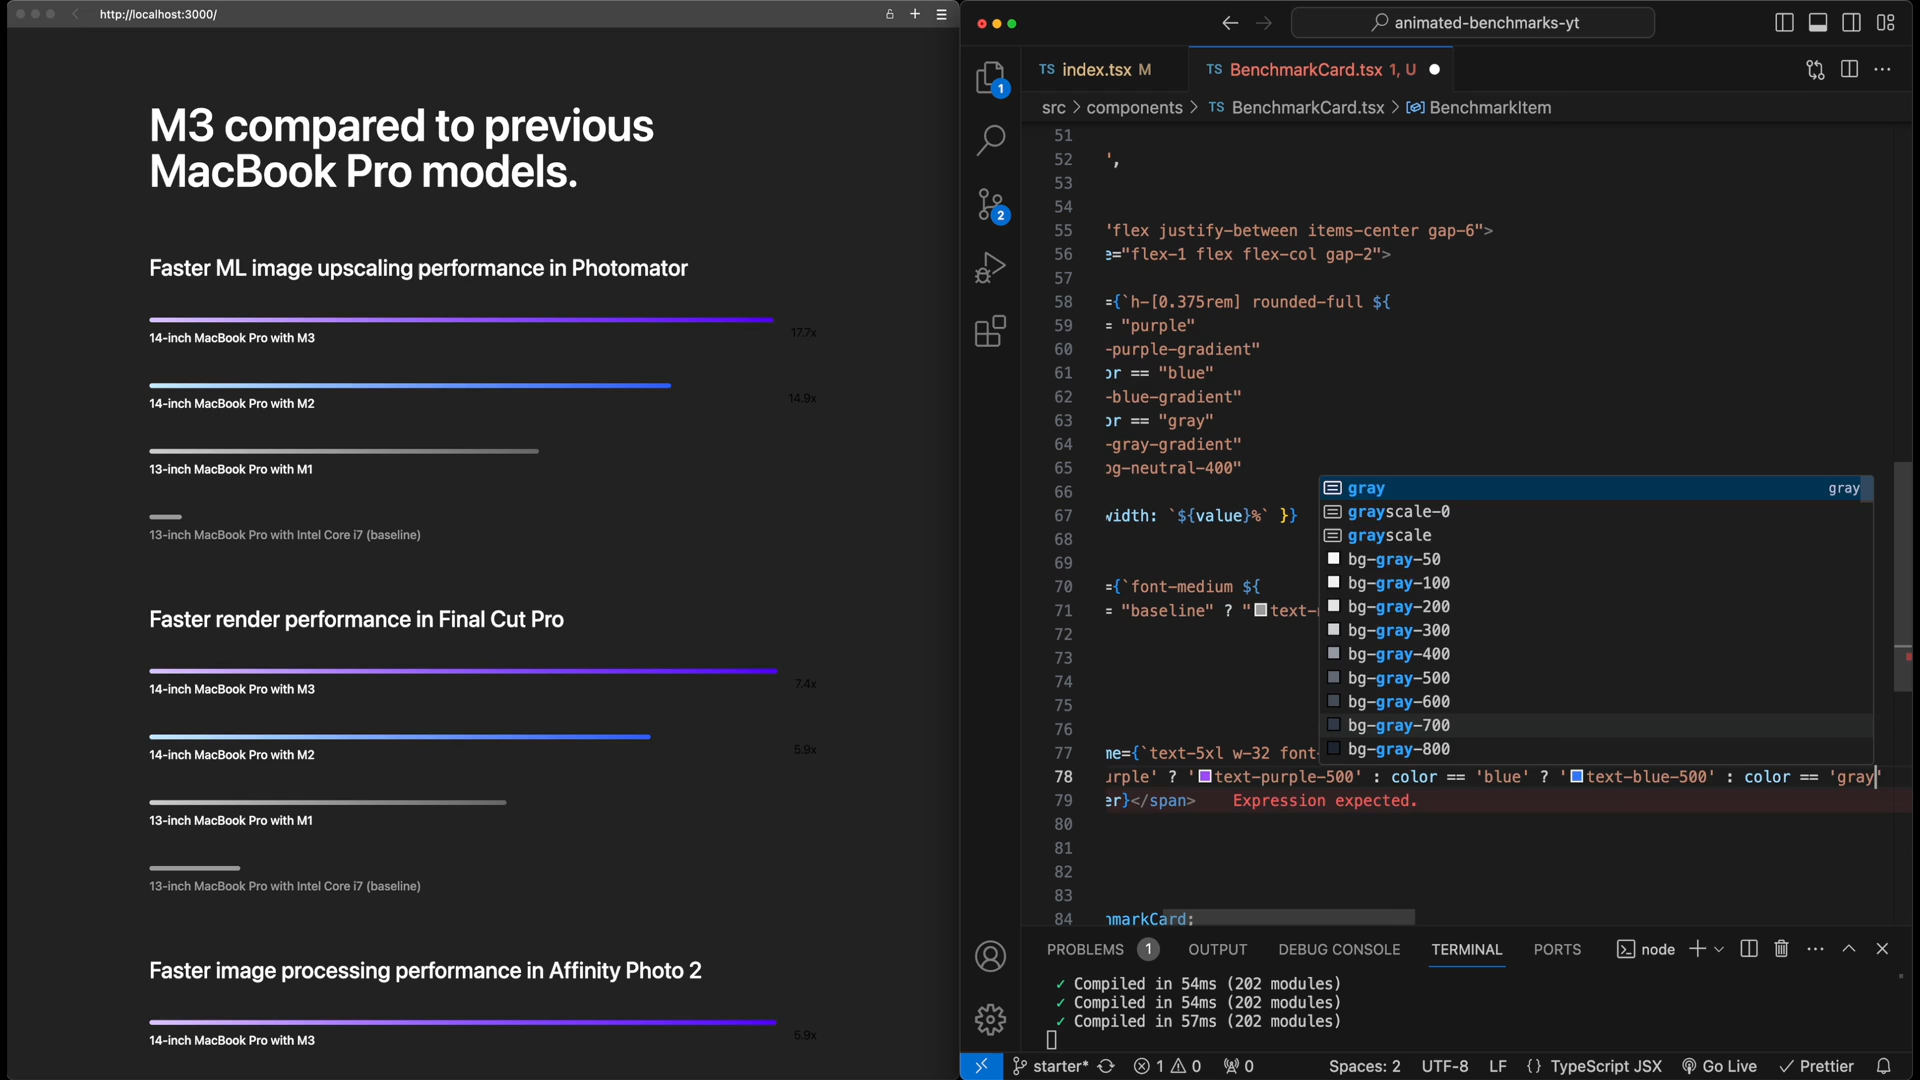 http://localhost:3000/
M3 compared to previous
MacBook Pro models.
Faster ML image upscaling performance in Photomator
17.7x
14-inch MacBook Pro with M3
14.9x
14-inch MacBook Pro with M2
13-inch MacBook Pro with M1
13-inch MacBook Pro with Intel Core i7 (baseline)
Faster render performance in Final Cut Pro
7.4x
14-inch MacBook Pro with M3
5.9x
14-inch MacBook Pro with M2
13-inch MacBook Pro with M1
13-inch MacBook Pro with Intel Core i7 (baseline)
Faster image processing performance in Affinity Photo 2
5.9x
14-inch MacBook Pro with M3
animated-benchmarks-yt
TS index.tsx M
TS BenchmarkCard.tsx 1, U
src > components > TS BenchmarkCard.tsx > BenchmarkItem
1
2
51
52 ',
53
54
55 'flex justify-between items-center gap-6">
56 e="flex-1 flex flex-col gap-2">
57
58 ={`h-[0.375rem] rounded-full ${
59 = "purple"
60 -purple-gradient"
61 or == "blue"
62 -blue-gradient"
63 or == "gray"
64 -gray-gradient"
65 bg-neutral-400"
66
67 width: `${value}%` }}
68
69
70 ={`font-medium ${
71 = "baseline" ? "text-
72
73
74
75
76
77 me={`text-5xl w-32 font-
78 urple' ? 'text-purple-500' : color == 'blue' ? 'text-blue-500' : color == 'gray'
79 er}</span> Expression expected.
80
81
82
83
84 hmarkCard;
gray gray
grayscale-0
grayscale
bg-gray-50
bg-gray-100
bg-gray-200
bg-gray-300
bg-gray-400
bg-gray-500
bg-gray-600
bg-gray-700
bg-gray-800
PROBLEMS 1 OUTPUT DEBUG CONSOLE TERMINAL PORTS node
✓ Compiled in 54ms (202 modules)
✓ Compiled in 54ms (202 modules)
✓ Compiled in 57ms (202 modules)
starter* 1 0 0 Spaces: 2 UTF-8 LF {} TypeScript JSX Go Live ✓ Prettier